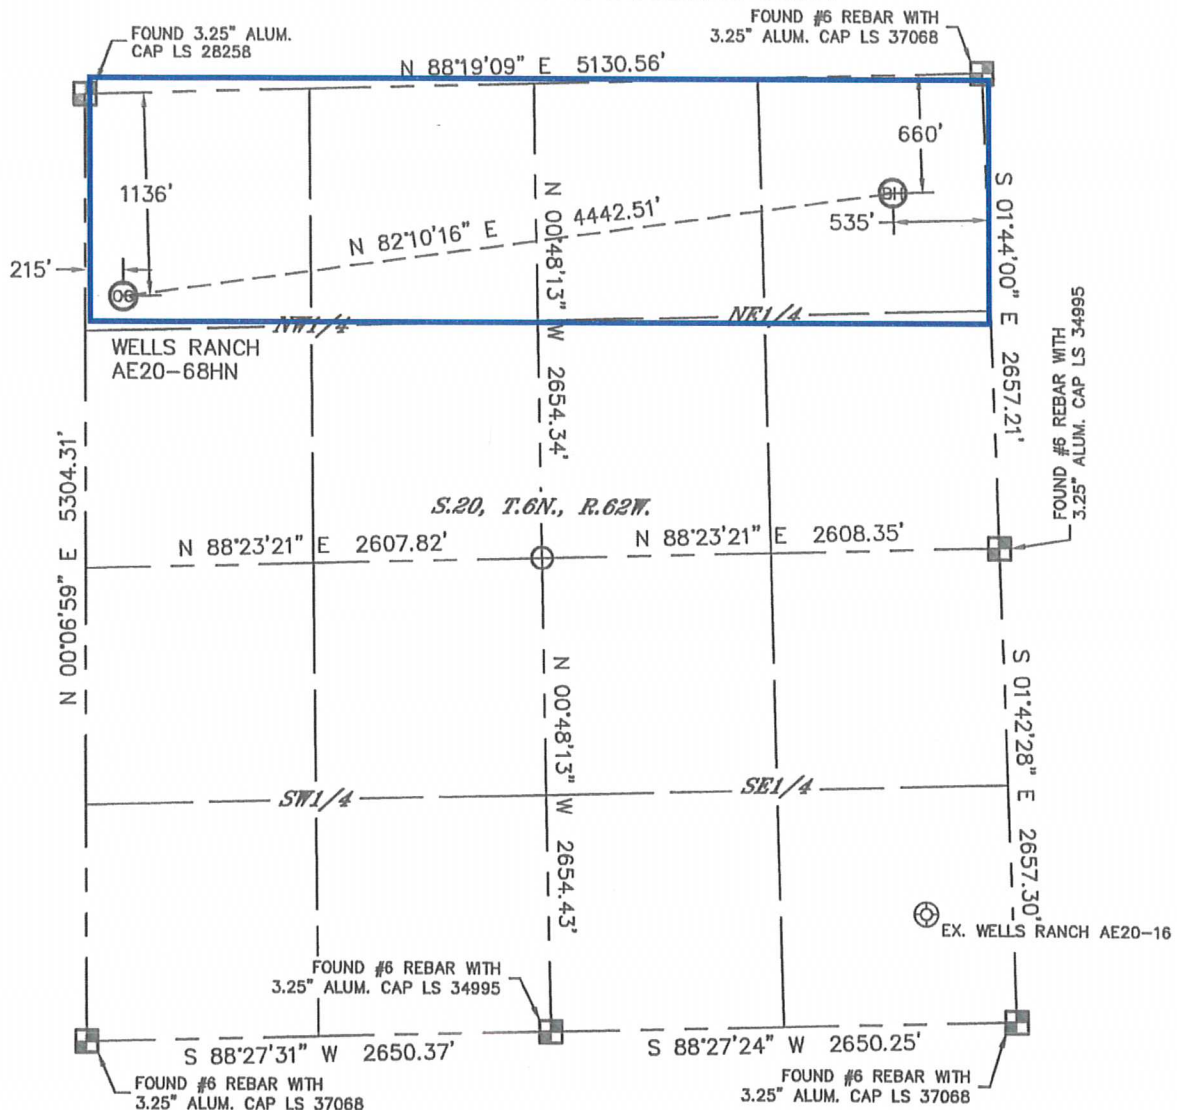 FOUND 3.25" ALUM.
CAP LS 28258
FOUND #6 REBAR WITH
3.25" ALUM. CAP LS 37068
N 88°19'09" E 5130.56'
1136'
660'
BH
535'
S 01°44'00" E 2657.21'
N 82°10'16" E 4442.51'
N 00°48'13" W 2654.34'
215'
NW1/4
NE1/4
WELLS RANCH
AE20-68HN
FOUND #6 REBAR WITH
3.25" ALUM. CAP LS 34995
N 00°06'59" E 5304.31'
S.20, T.6N., R.62W.
N 88°23'21" E 2607.82'
N 88°23'21" E 2608.35'
N 00°48'13" W 2654.43'
S 01°42'28" E 2657.30'
SW1/4
SE1/4
EX. WELLS RANCH AE20-16
FOUND #6 REBAR WITH
3.25" ALUM. CAP LS 34995
S 88°27'31" W 2650.37'
S 88°27'24" W 2650.25'
FOUND #6 REBAR WITH
3.25" ALUM. CAP LS 37068
FOUND #6 REBAR WITH
3.25" ALUM. CAP LS 37068